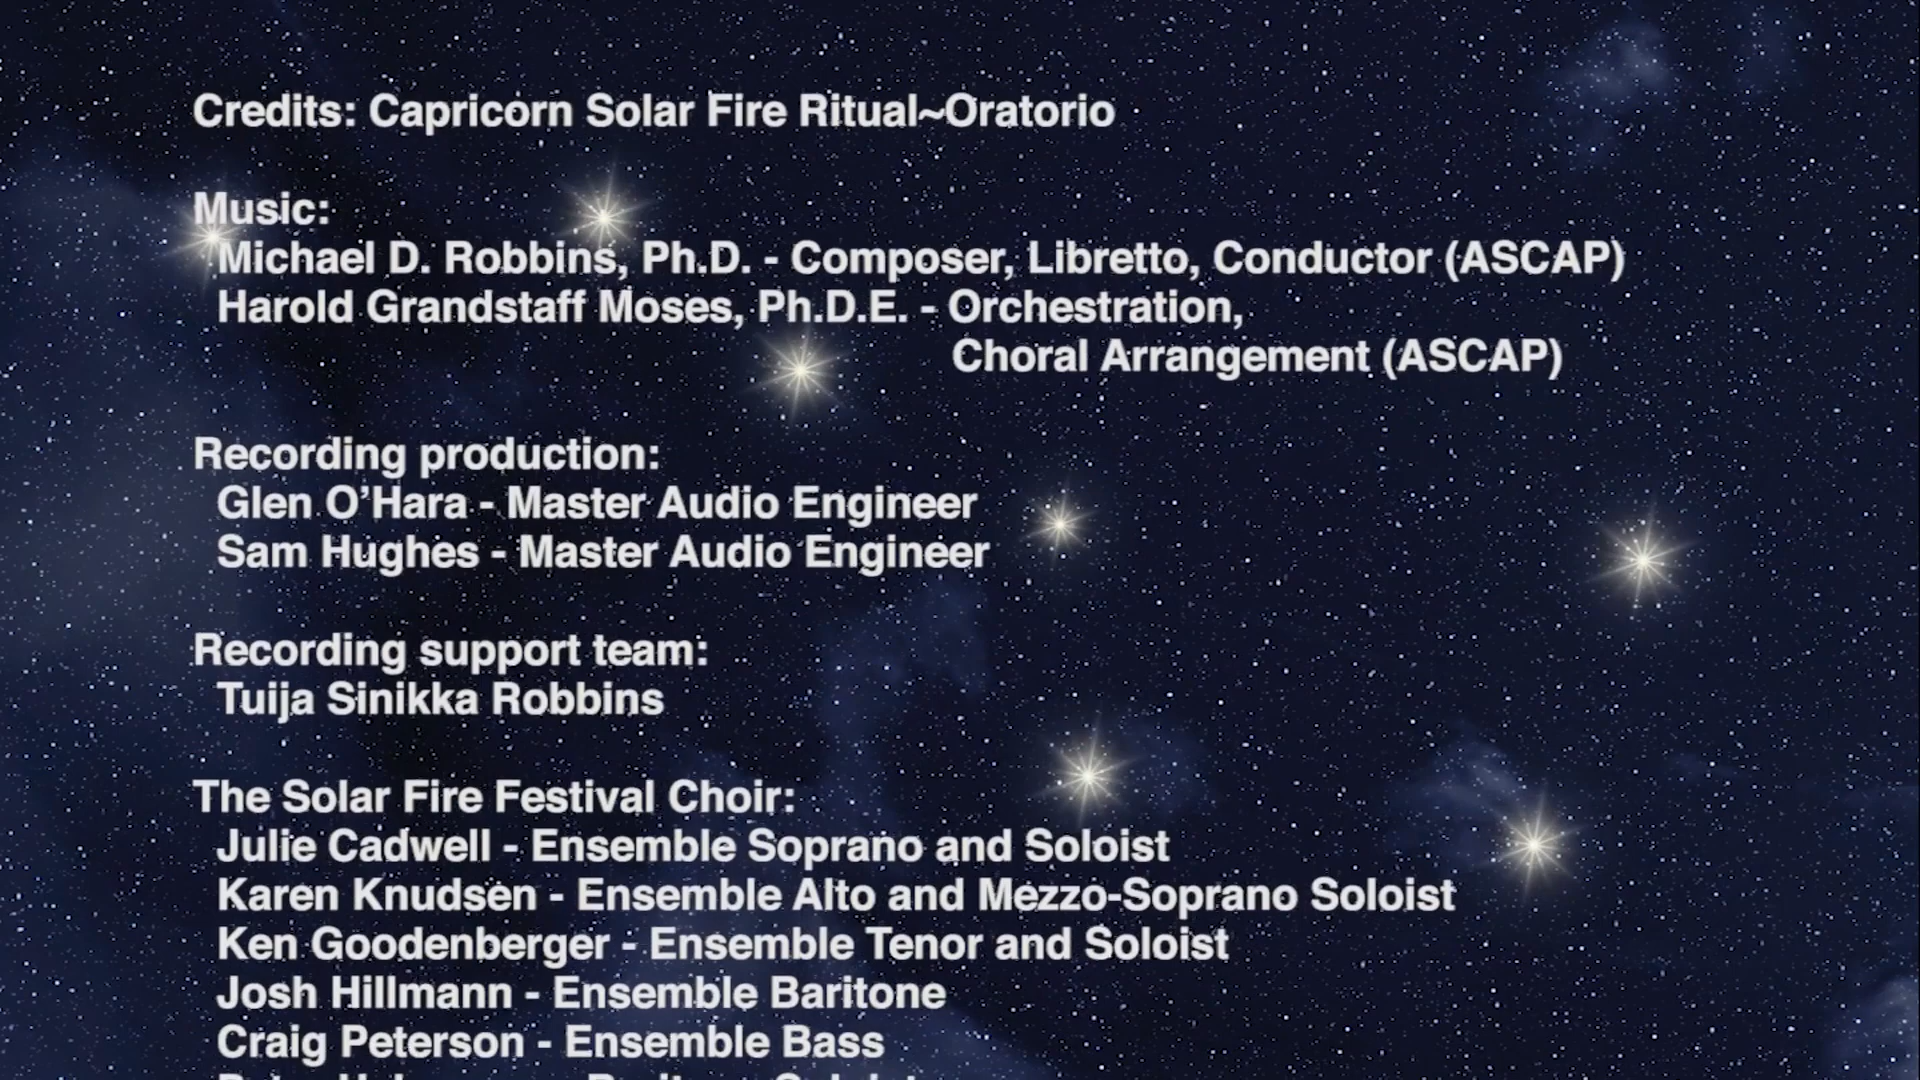 Credits: Capricorn Solar Fire Ritual~Oratorio
Music:
Michael D. Robbins, Ph.D. - Composer, Libretto, Conductor (ASCAP)
Harold Grandstaff Moses, Ph.D.E. - Orchestration,
Choral Arrangement (ASCAP)
Recording production:
Glen O’Hara - Master Audio Engineer
Sam Hughes - Master Audio Engineer
Recording support team:
Tuija Sinikka Robbins
The Solar Fire Festival Choir:
Julie Cadwell - Ensemble Soprano and Soloist
Karen Knudsen - Ensemble Alto and Mezzo-Soprano Soloist
Ken Goodenberger - Ensemble Tenor and Soloist
Josh Hillmann - Ensemble Baritone
Craig Peterson - Ensemble Bass